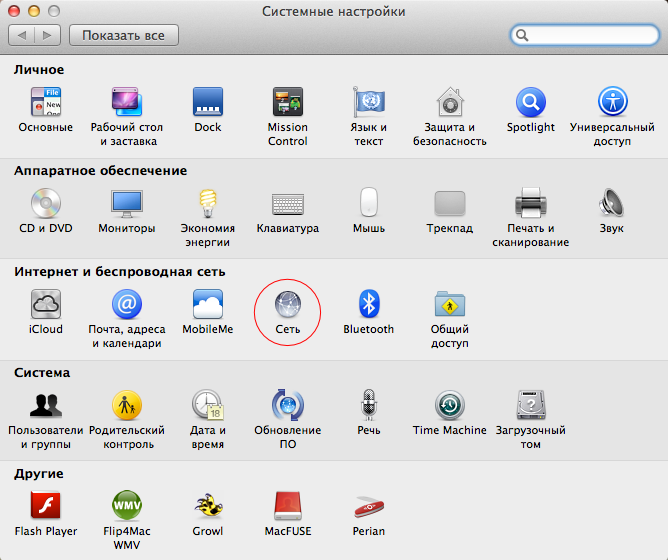 Системные настройки
Показать все
Личное
Основные
Рабочий стол
и заставка
Dock
Mission
Control
Язык и
текст
Защита и
безопасность
Spotlight
Универсальный
доступ
Аппаратное обеспечение
CD и DVD
Мониторы
Экономия
энергии
Клавиатура
Мышь
Трекпад
Печать и
сканирование
Звук
Интернет и беспроводная сеть
iCloud
Почта, адреса
и календари
MobileMe
Сеть
Bluetooth
Общий
доступ
Система
Пользователи
и группы
Родительский
контроль
18
Дата и
время
Обновление
ПО
Речь
Time Machine
Загрузочный
том
Другие
Flash Player
WMV
Flip4Mac
WMV
Growl
MacFUSE
Perian